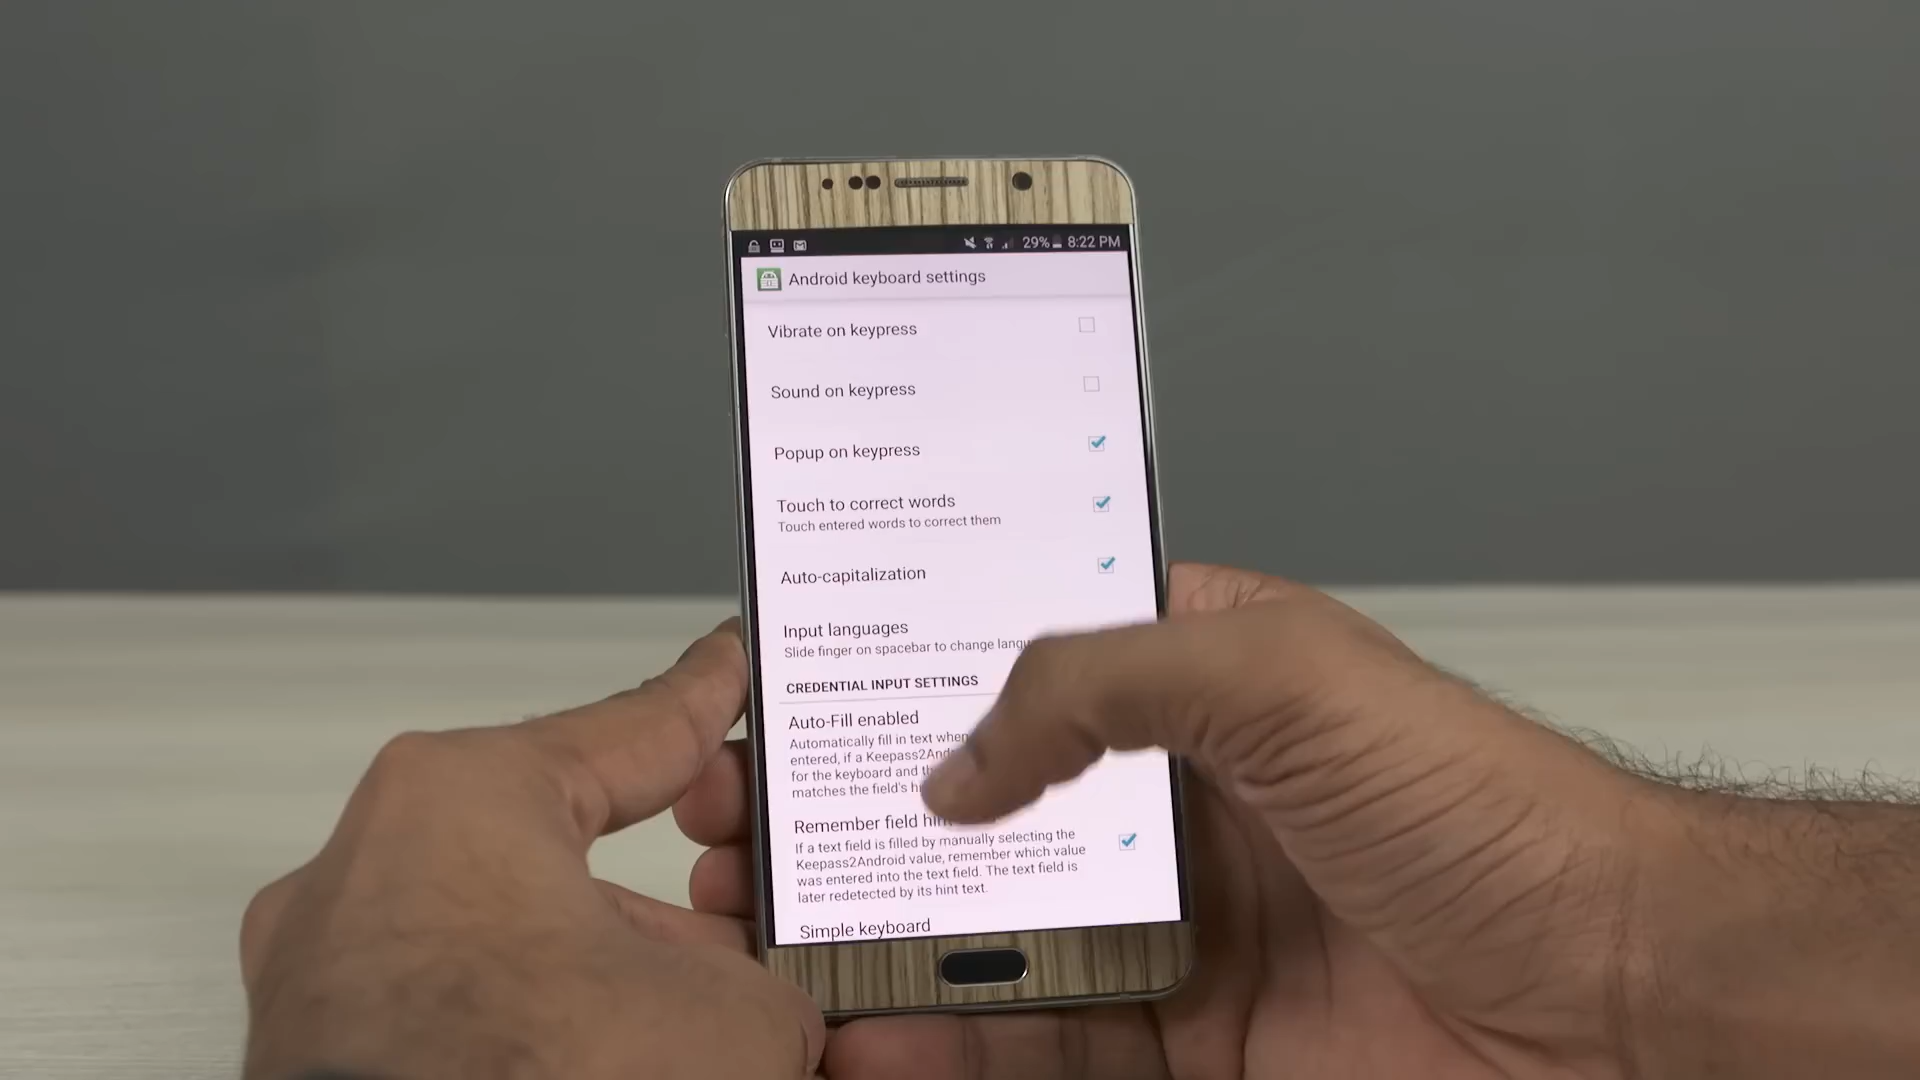 29% 8:22 PM
Android keyboard settings
Vibrate on keypress
Sound on keypress
Popup on keypress
Touch to correct words
Touch entered words to correct them
Auto-capitalization
Input languages
Slide finger on spacebar to change
CREDENTIAL INPUT SETTINGS
Auto-Fill enabled
Automatically fill in text when
entered, if a
for the keyboard and
matches the field's
Remember field
If a text field is filled by manually selecting the
Keepass2Android value, remember which value
was entered into the text field. The text field is
later redetected by its hint text.
Simple keyboard